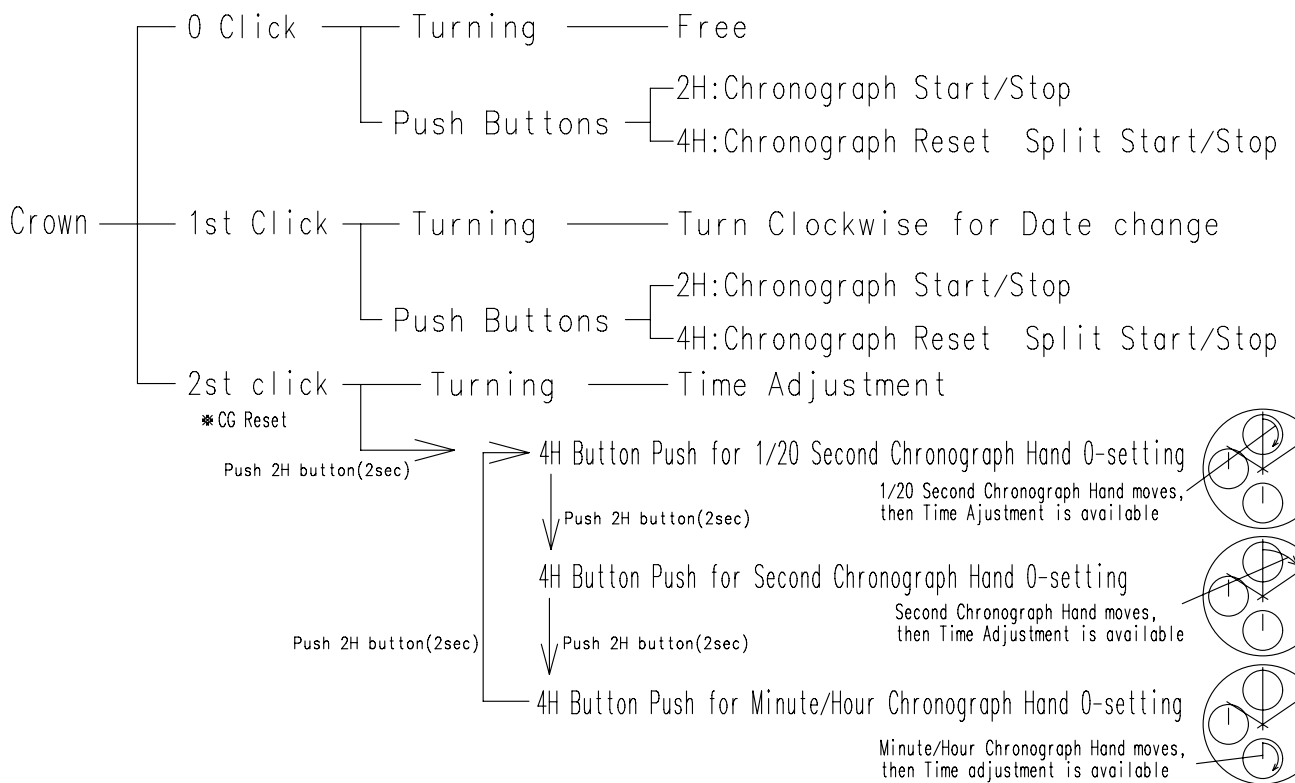 0 Click Turning Free
2H:Chronograph Start/Stop
Push Buttons
4H:Chronograph Reset Split Start/Stop
Crown 1st Click Turning Turn Clockwise for Date change
2H:Chronograph Start/Stop
Push Buttons
4H:Chronograph Reset Split Start/Stop
2st click Turning Time Adjustment
※CG Reset
Push 2H button(2sec)
4H Button Push for 1/20 Second Chronograph Hand 0-setting
1/20 Second Chronograph Hand moves,
then Time Ajustment is available
Push 2H button(2sec)
4H Button Push for Second Chronograph Hand 0-setting
Second Chronograph Hand moves,
then Time Adjustment is available
Push 2H button(2sec)
Push 2H button(2sec)
4H Button Push for Minute/Hour Chronograph Hand 0-setting
Minute/Hour Chronograph Hand moves,
then Time adjustment is available